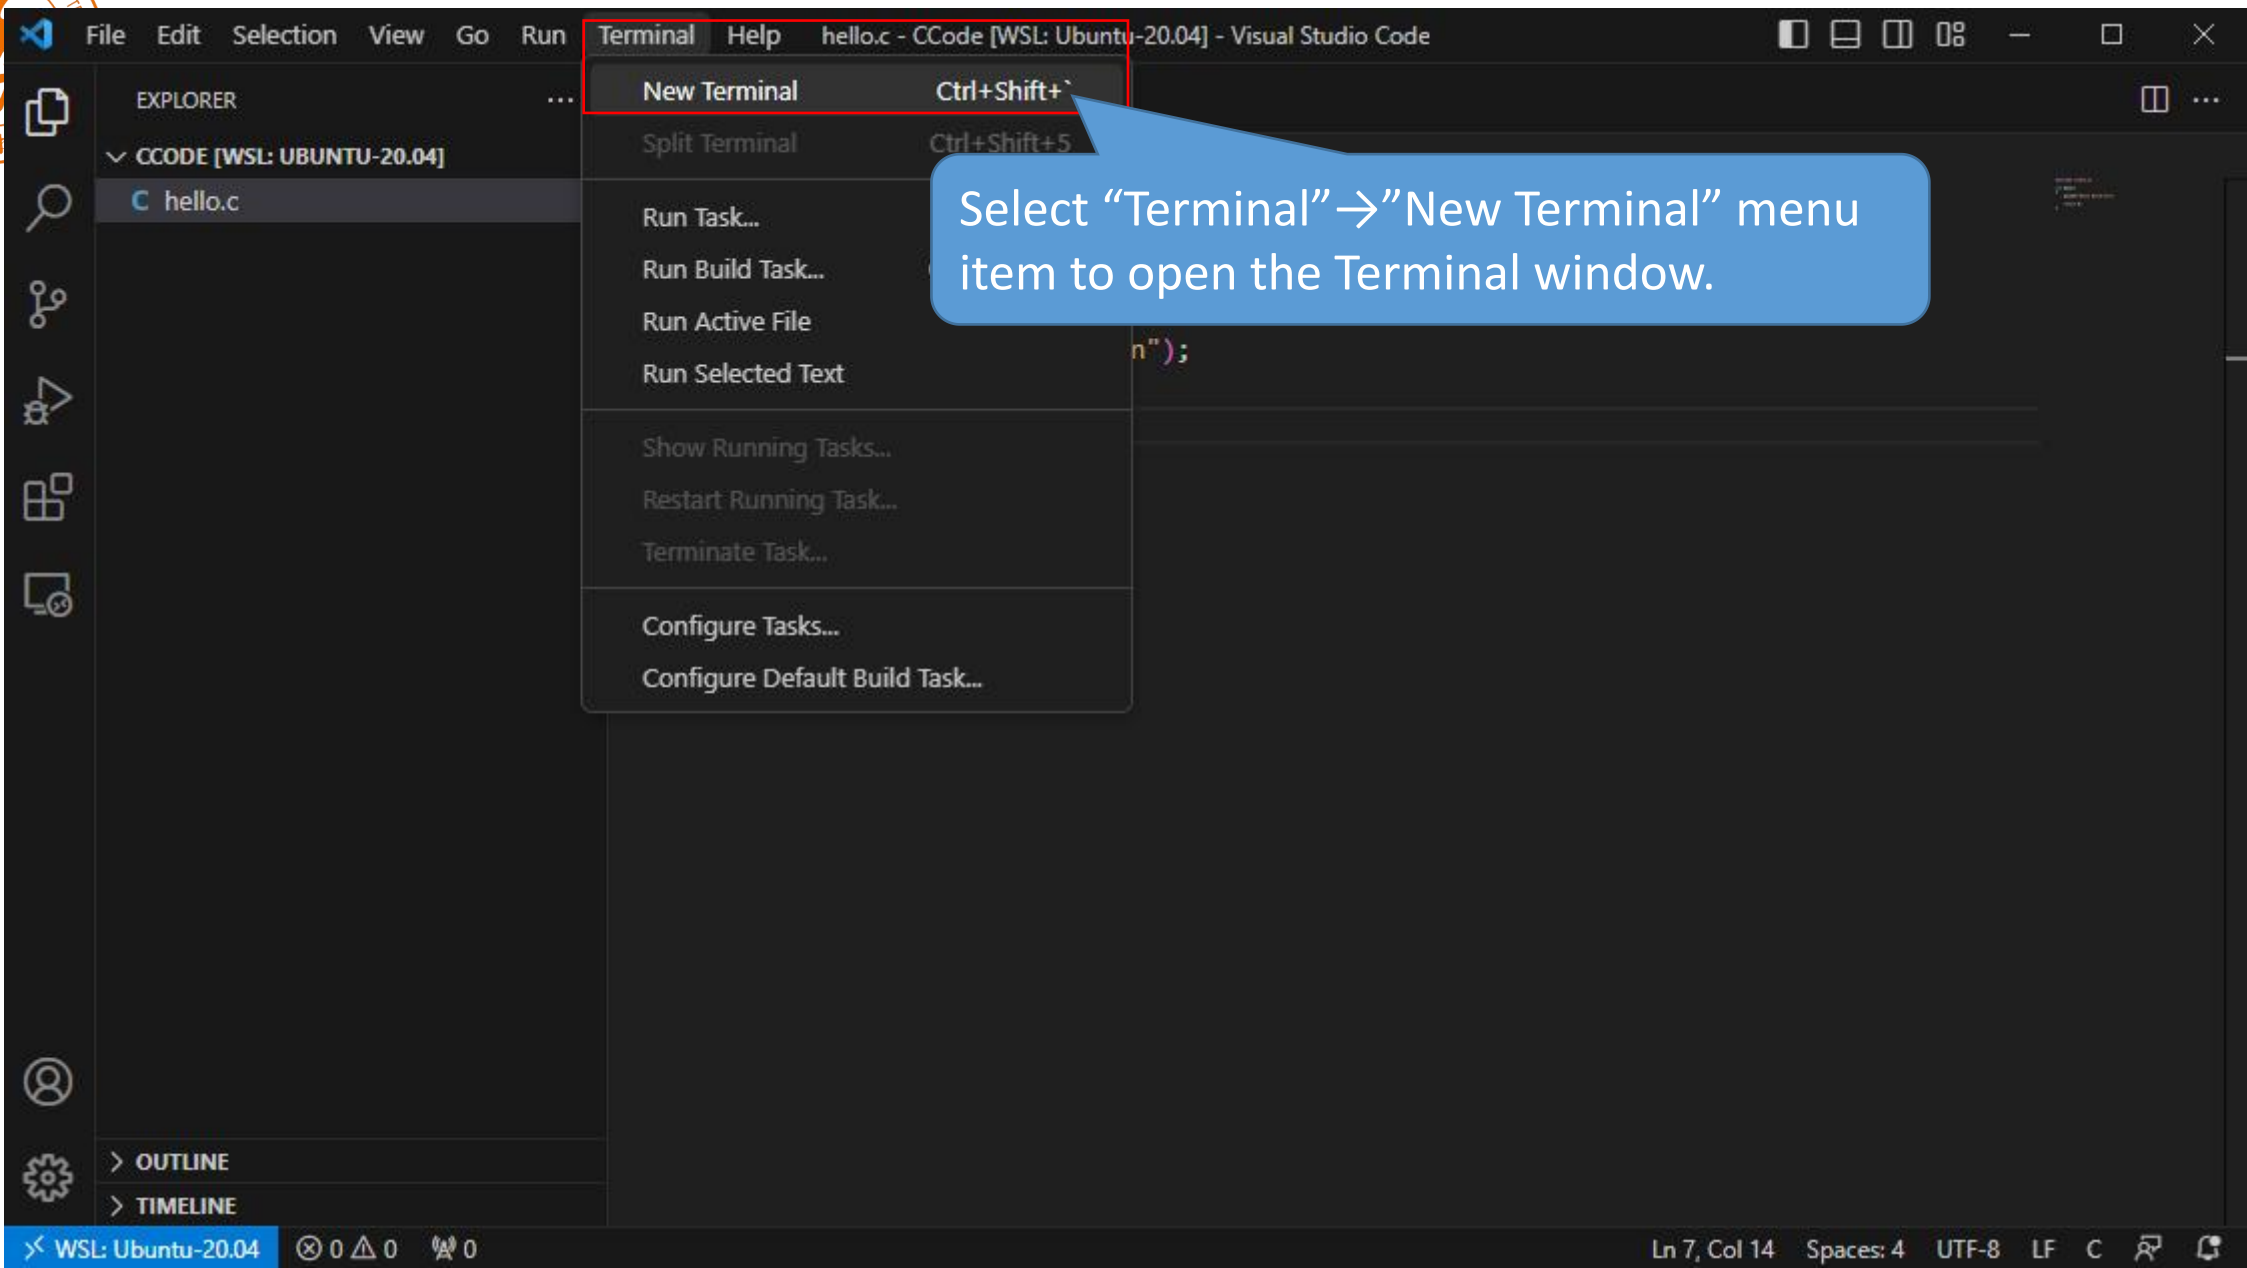 File Edit Selection View Go Run Terminal Help hello.c - CCode [WSL: Ubuntu-20.04] - Visual Studio Code
EXPLORER
CCODE [WSL: UBUNTU-20.04]
C hello.c
New Terminal Ctrl+Shift+`
Split Terminal Ctrl+Shift+5
Run Task...
Run Build Task...
Run Active File
Run Selected Text
Show Running Tasks...
Restart Running Task...
Terminate Task...
Configure Tasks...
Configure Default Build Task...
Select “Terminal”→”New Terminal” menu
item to open the Terminal window.
n");
OUTLINE
TIMELINE
WSL: Ubuntu-20.04 0 0 0 Ln 7, Col 14 Spaces: 4 UTF-8 LF C